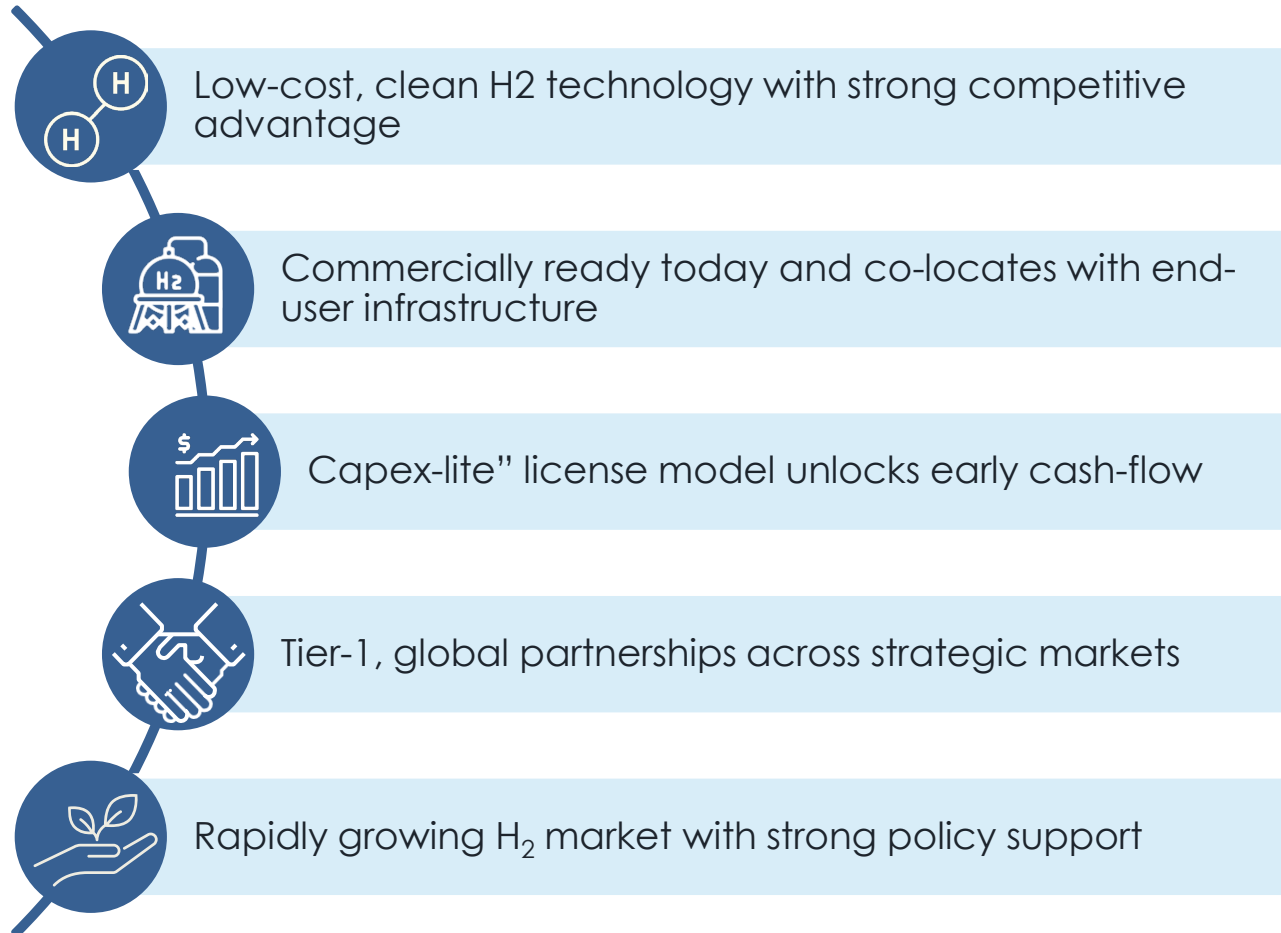 H
H
Low-cost, clean H2 technology with strong competitive
advantage
H2
Commercially ready today and co-locates with end-
user infrastructure
$
Capex-lite” license model unlocks early cash-flow
Tier-1, global partnerships across strategic markets
Rapidly growing H₂ market with strong policy support